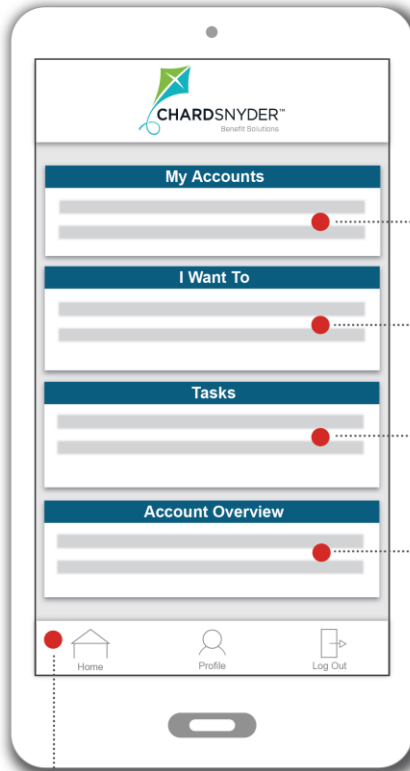 CHARDSNYDER™
Benefit Solutions
My Accounts
I Want To
Tasks
Account Overview
Home
Profile
Log Out